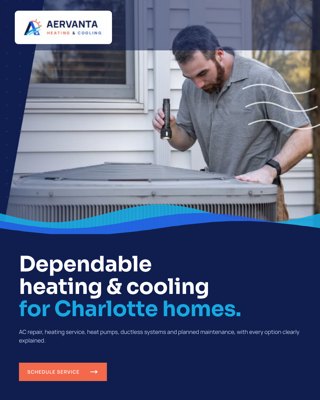 AERVANTA
HEATING & COOLING
Dependable
heating & cooling
for Charlotte homes.
AC repair, heating service, heat pumps, ductless systems and planned maintenance, with every option clearly
explained.
SCHEDULE SERVICE